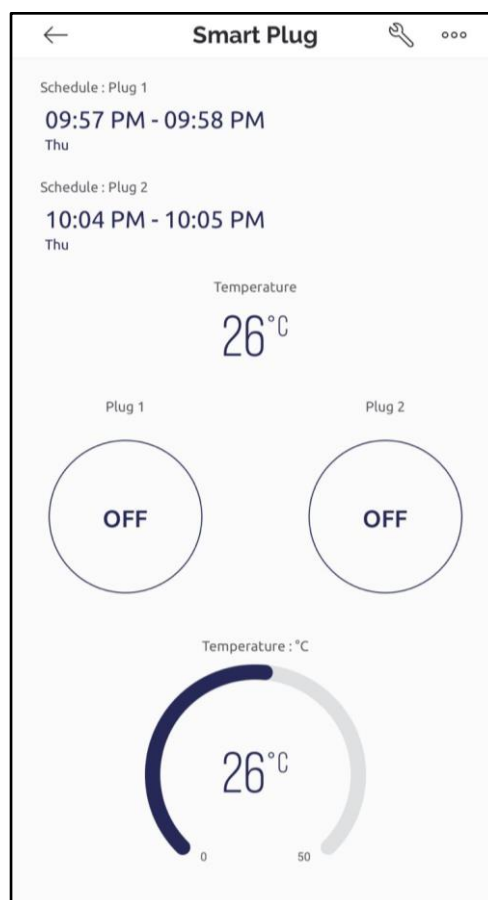 Smart Plug
Schedule : Plug 1
09:57 PM - 09:58 PM
Thu
Schedule : Plug 2
10:04 PM - 10:05 PM
Thu
Temperature
26°C
Plug 1
Plug 2
OFF
OFF
Temperature : °C
26°C
0
50